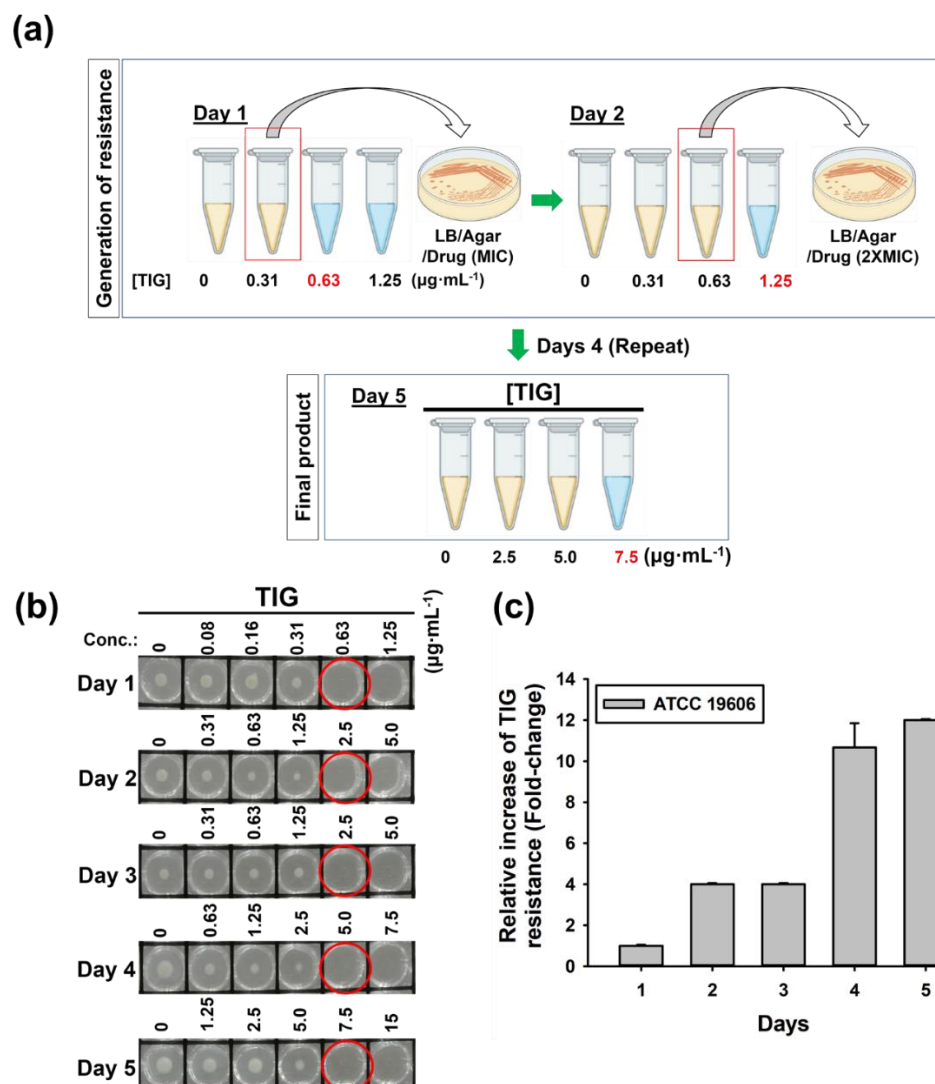 (a)
Generation of resistance
Day 1
Day 2
LB/Agar
/Drug (MIC)
LB/Agar
/Drug (2XMIC)
[TIG] 0 0.31 0.63 1.25 (µg·mL⁻¹)
0 0.31 0.63 1.25
Days 4 (Repeat)
Final product
Day 5
[TIG]
0 2.5 5.0 7.5 (µg·mL⁻¹)
(b)
TIG
(µg·mL⁻¹)
Conc.: 0 0.08 0.16 0.31 0.63 1.25
Day 1
0 0.31 0.63 1.25 2.5 5.0
Day 2
0 0.31 0.63 1.25 2.5 5.0
Day 3
0 0.63 1.25 2.5 5.0 7.5
Day 4
0 1.25 2.5 5.0 7.5 15
Day 5
(c)
Relative increase of TIG
resistance (Fold-change)
14
12
10
8
6
4
2
0
ATCC 19606
1 2 3 4 5
Days